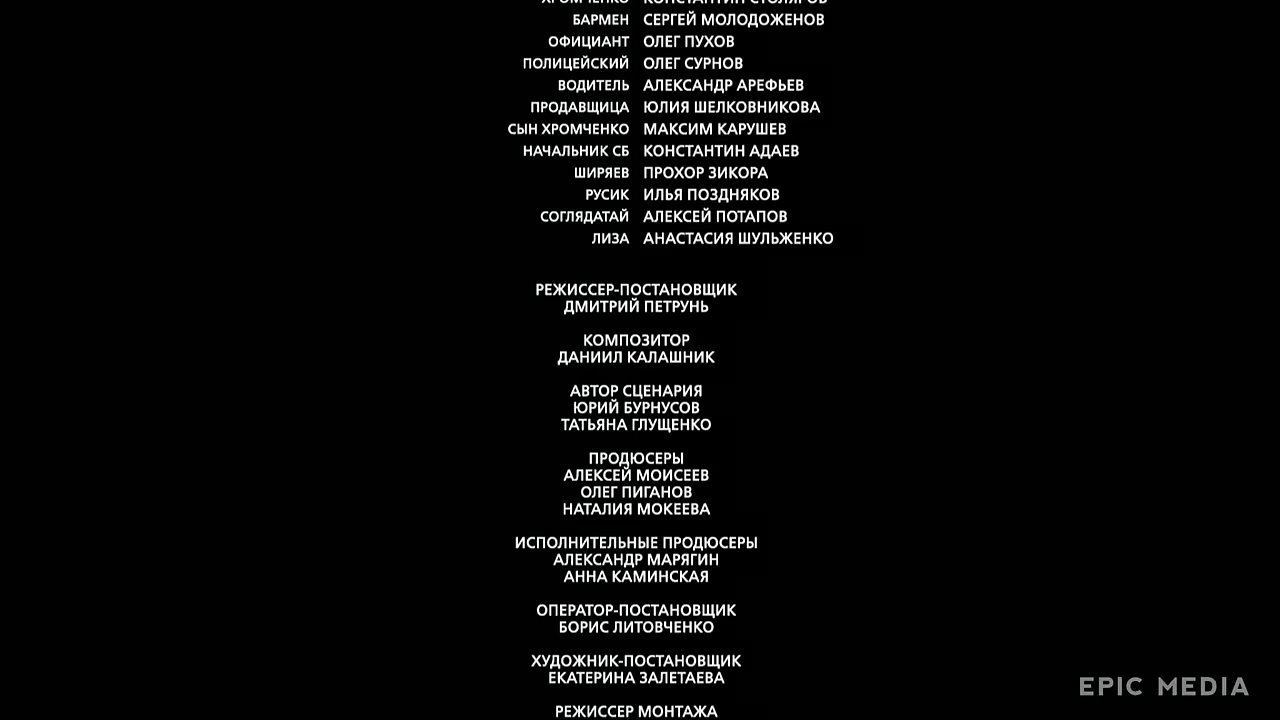 ХРОМЧЕНКО КОНСТАНТИН СТОЛЯРОВ
БАРМЕН СЕРГЕЙ МОЛОДОЖЕНОВ
ОФИЦИАНТ ОЛЕГ ПУХОВ
ПОЛИЦЕЙСКИЙ ОЛЕГ СУРНОВ
ВОДИТЕЛЬ АЛЕКСАНДР АРЕФЬЕВ
ПРОДАВЩИЦА ЮЛИЯ ШЕЛКОВНИКОВА
СЫН ХРОМЧЕНКО МАКСИМ КАРУШЕВ
НАЧАЛЬНИК СБ КОНСТАНТИН АДАЕВ
ШИРЯЕВ ПРОХОР ЗИКОРА
РУСИК ИЛЬЯ ПОЗДНЯКОВ
СОГЛЯДАТАЙ АЛЕКСЕЙ ПОТАПОВ
ЛИЗА АНАСТАСИЯ ШУЛЬЖЕНКО
РЕЖИССЕР-ПОСТАНОВЩИК
ДМИТРИЙ ПЕТРУНЬ
КОМПОЗИТОР
ДАНИИЛ КАЛАШНИК
АВТОР СЦЕНАРИЯ
ЮРИЙ БУРНУСОВ
ТАТЬЯНА ГЛУЩЕНКО
ПРОДЮСЕРЫ
АЛЕКСЕЙ МОИСЕЕВ
ОЛЕГ ПИГАНОВ
НАТАЛИЯ МОКЕЕВА
ИСПОЛНИТЕЛЬНЫЕ ПРОДЮСЕРЫ
АЛЕКСАНДР МАРЯГИН
АННА КАМИНСКАЯ
ОПЕРАТОР-ПОСТАНОВЩИК
БОРИС ЛИТОВЧЕНКО
ХУДОЖНИК-ПОСТАНОВЩИК
ЕКАТЕРИНА ЗАЛЕТАЕВА
РЕЖИССЕР МОНТАЖА
EPIC MEDIA